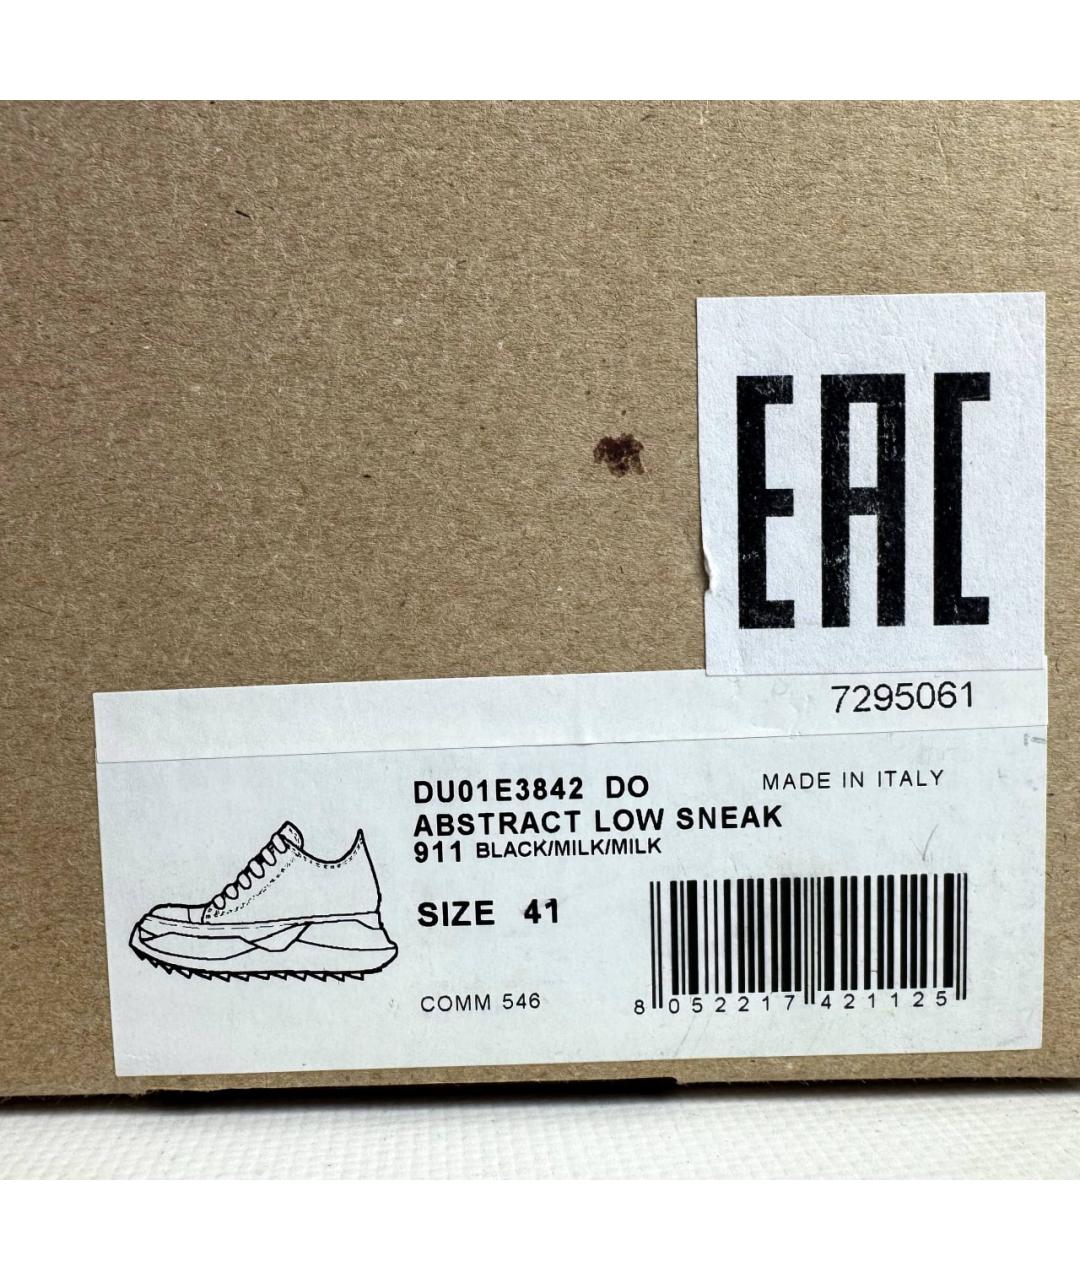 EAC
7295061
DU01E3842 DO
MADE IN ITALY
ABSTRACT LOW SNEAK
911 BLACK/MILK/MILK
SIZE 41
COMM 546
8 052217 421125